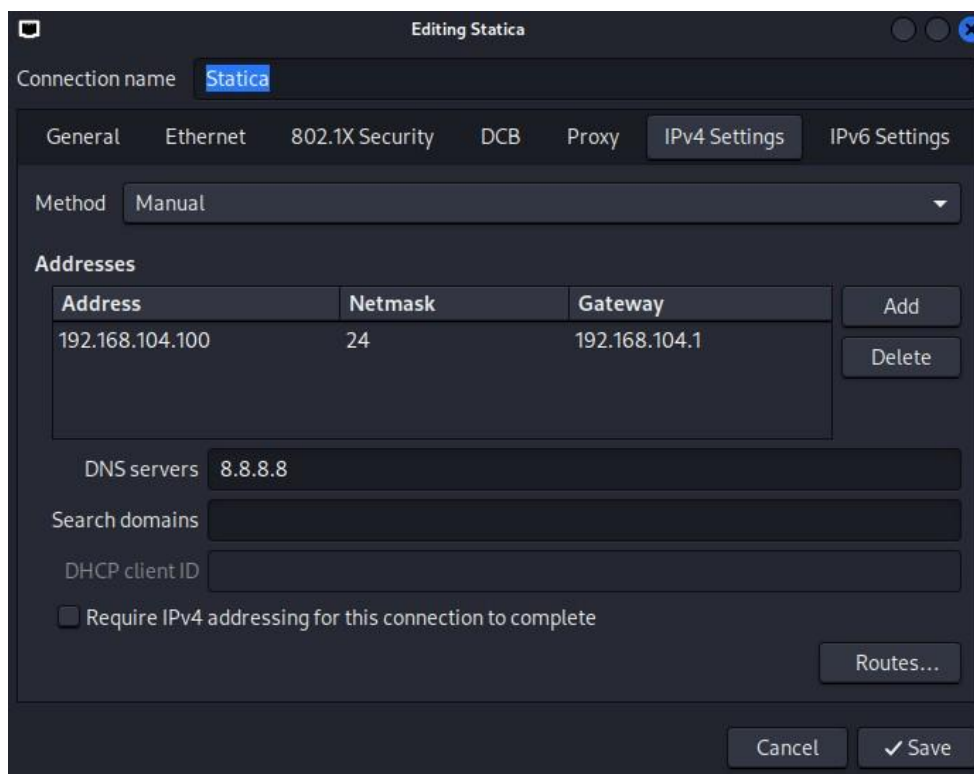 Editing Statica
Connection name Statica
General Ethernet 802.1X Security DCB Proxy IPv4 Settings IPv6 Settings
Method Manual
Addresses
Address Netmask Gateway
Add
192.168.104.100 24 192.168.104.1
Delete
DNS servers 8.8.8.8
Search domains
DHCP client ID
Require IPv4 addressing for this connection to complete
Routes...
Cancel ✓ Save